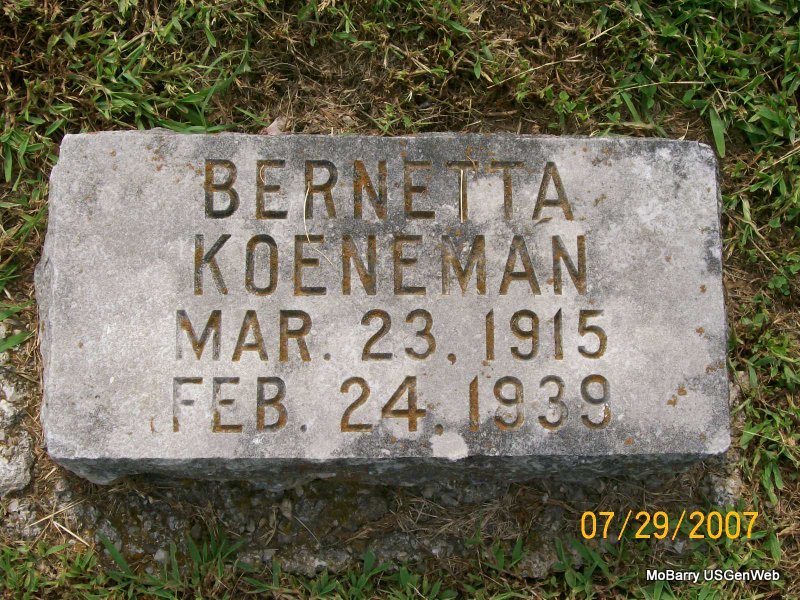 BERNETTA
KOENEMAN
MAR. 23, 1915
FEB. 24, 1939
07/29/2007
MoBarry USGenWeb